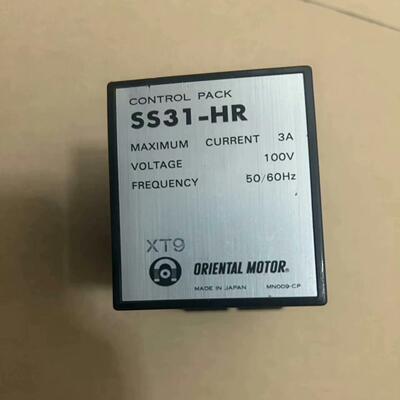 CONTROL PACK
SS31-HR
MAXIMUM CURRENT 3A
VOLTAGE 100V
FREQUENCY 50/60Hz
XT9
ORIENTAL MOTOR®
MADE IN JAPAN MN009-CP